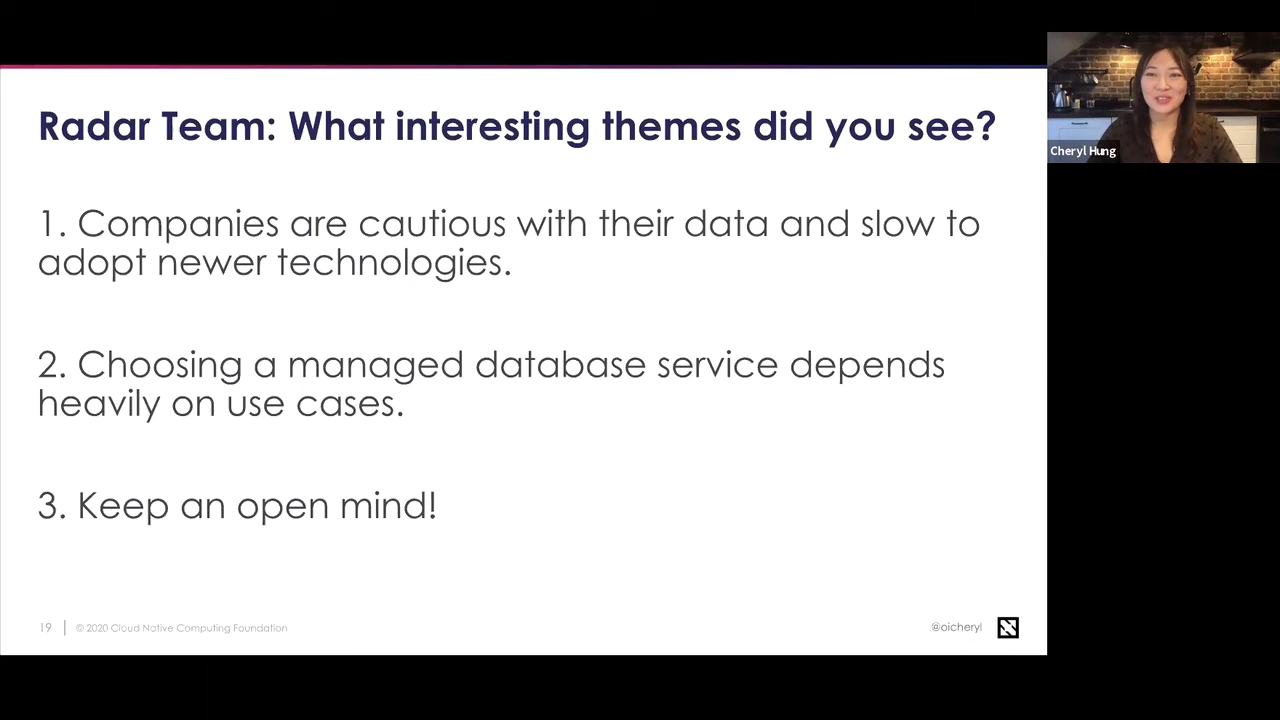 Radar Team: What interesting themes did you see?
Cheryl Hung
1. Companies are cautious with their data and slow to
adopt newer technologies.
2. Choosing a managed database service depends
heavily on use cases.
3. Keep an open mind!
19 | © 2020 Cloud Native Computing Foundation
@oicheryl